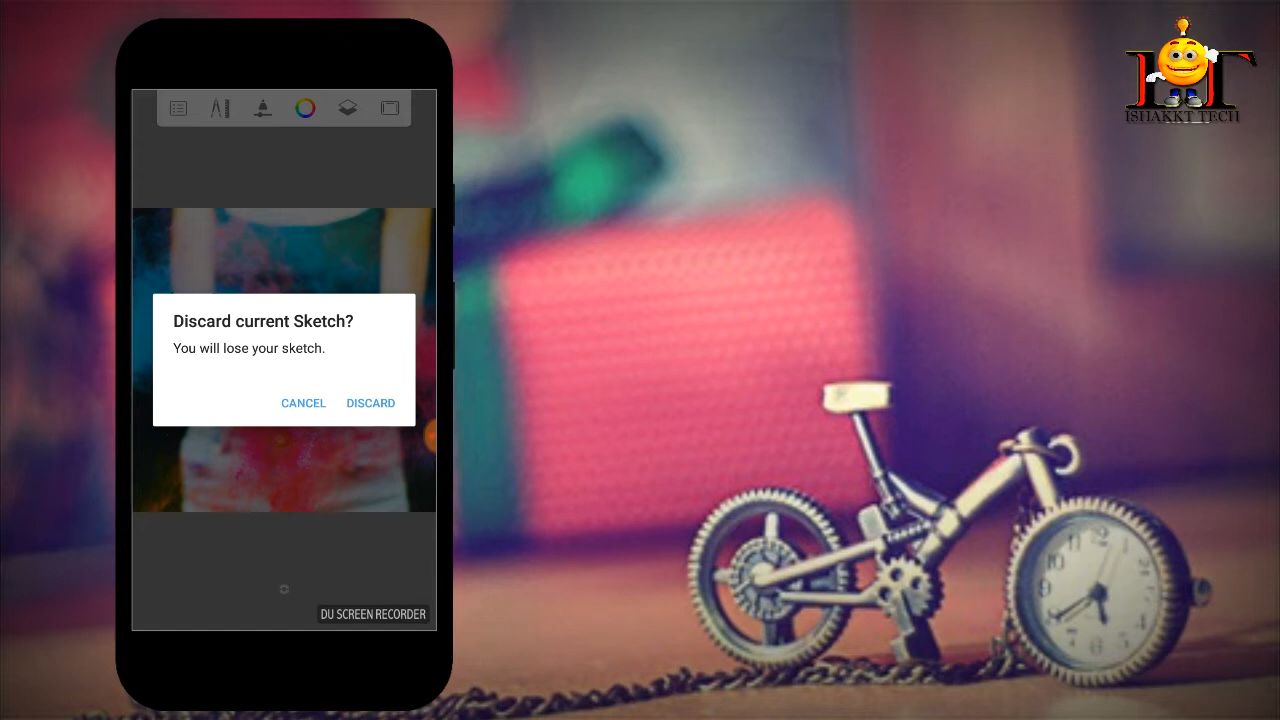 ISHAKKT TECH
Discard current Sketch?
You will lose your sketch.
CANCEL DISCARD
DU SCREEN RECORDER